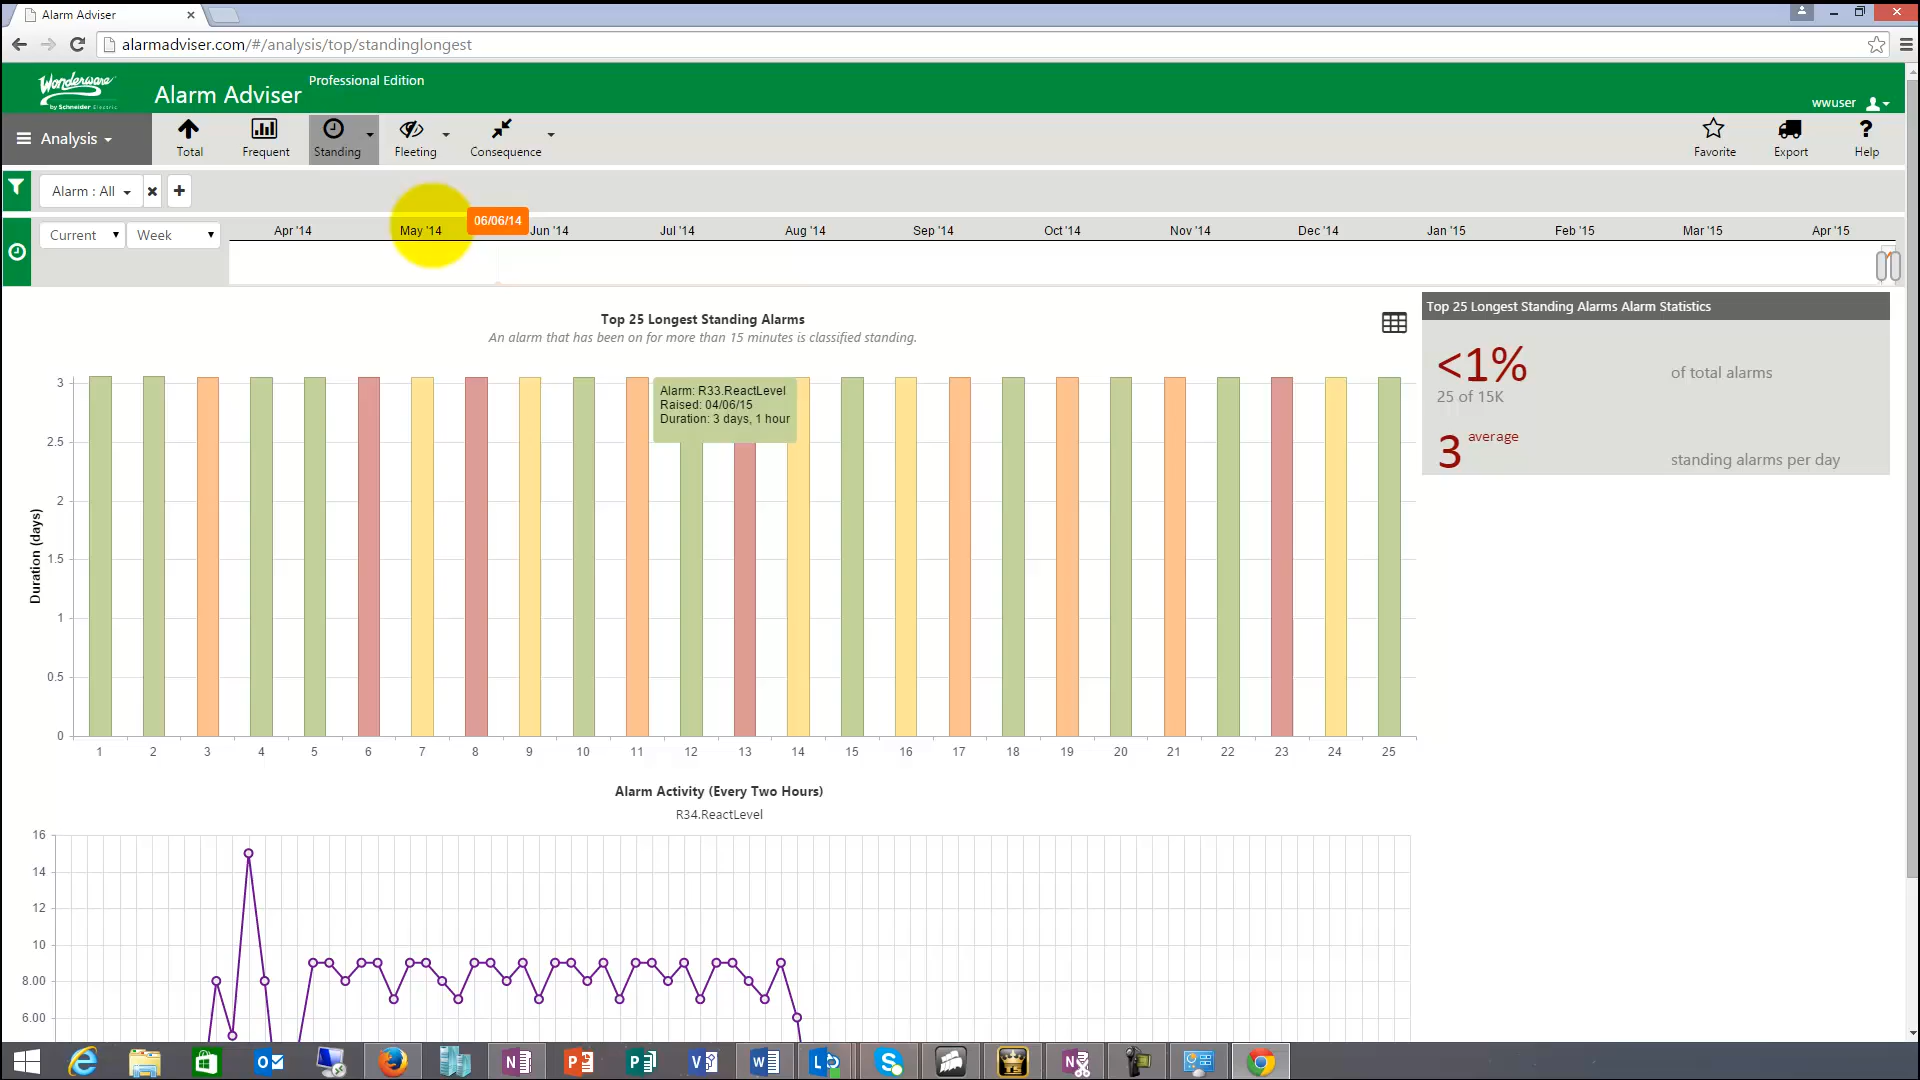 Alarm Adviser
alarmadviser.com/#/analysis/top/standinglongest
Wonderware
by Schneider Electric
Alarm Adviser
Professional Edition
wwuser
Analysis
Total
Frequent
Standing
Fleeting
Consequence
Favorite
Export
Help
Alarm : All
Current
Week
06/06/14
Apr '14
May '14
Jun '14
Jul '14
Aug '14
Sep '14
Oct '14
Nov '14
Dec '14
Jan '15
Feb '15
Mar '15
Apr '15
Top 25 Longest Standing Alarms
An alarm that has been on for more than 15 minutes is classified standing.
Duration (days)
3
2.5
2
1.5
1
0.5
0
Alarm: R33.ReactLevel
Raised: 04/06/15
Duration: 3 days, 1 hour
1 2 3 4 5 6 7 8 9 10 11 12 13 14 15 16 17 18 19 20 21 22 23 24 25
Top 25 Longest Standing Alarms Alarm Statistics
<1%
of total alarms
25 of 15K
3 average
standing alarms per day
Alarm Activity (Every Two Hours)
R34.ReactLevel
16
14
12
10
8.00
6.00